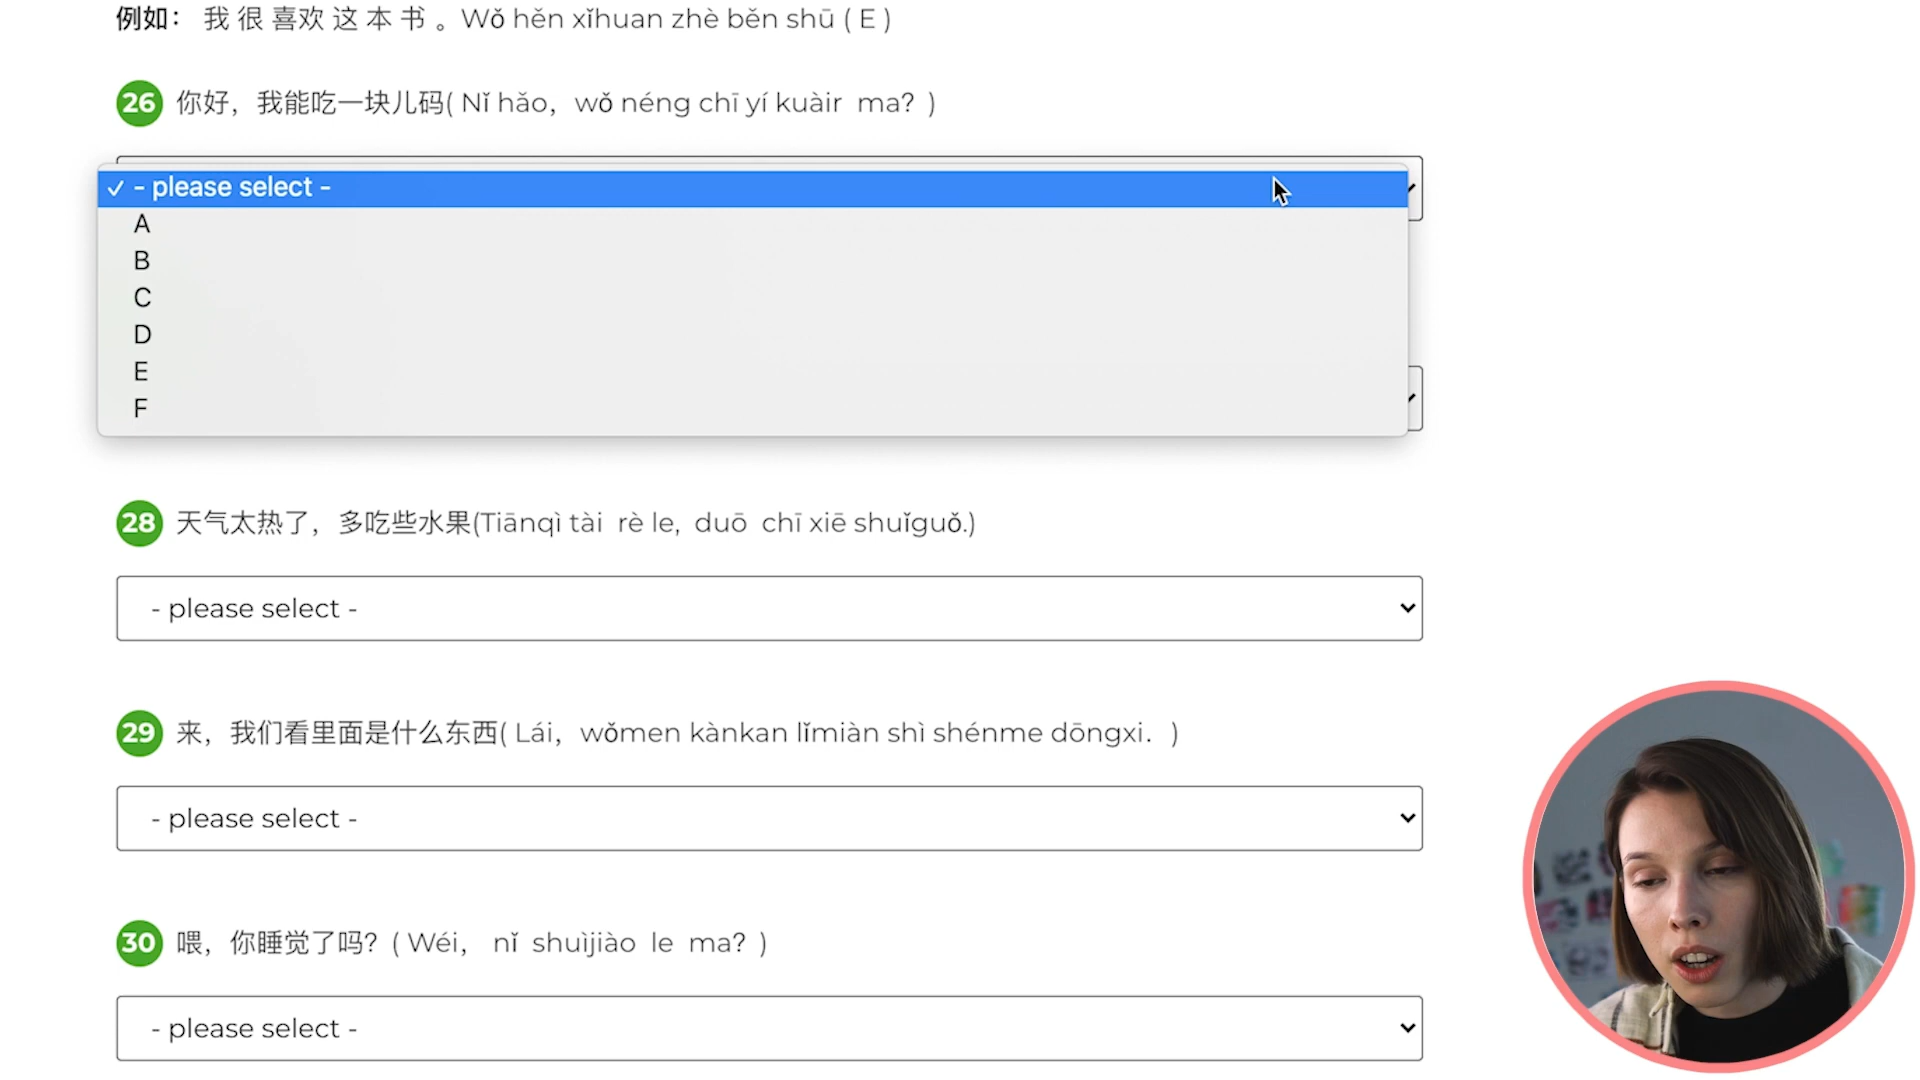 例如： 我 很 喜欢 这 本 书 。Wǒ hěn xǐhuan zhè běn shū ( E )
26 你好，我能吃一块儿码( Nǐ hǎo，wǒ néng chī yí kuàir ma？)
✓ - please select -
A
B
C
D
E
F
28 天气太热了，多吃些水果(Tiānqì tài rè le, duō chī xiē shuǐguǒ.)
- please select -
29 来，我们看里面是什么东西( Lái，wǒmen kànkan lǐmiàn shì shénme dōngxi. )
- please select -
30 喂，你睡觉了吗？( Wéi， nǐ shuìjiào le ma？)
- please select -